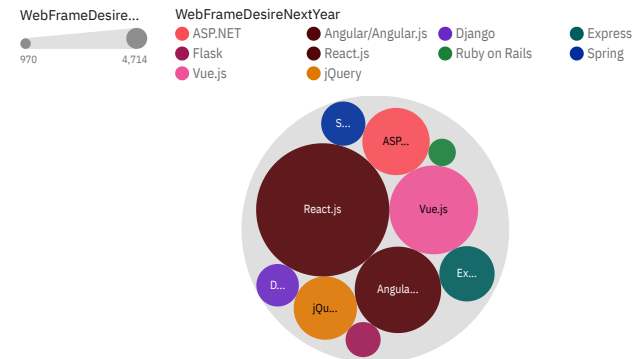 WebFrameDesire...
970
4,714
WebFrameDesireNextYear
ASP.NET
Angular/Angular.js
Django
Express
Flask
React.js
Ruby on Rails
Spring
Vue.js
jQuery
S...
ASP...
React.js
Vue.js
Ex...
D...
Angula...
jQu...